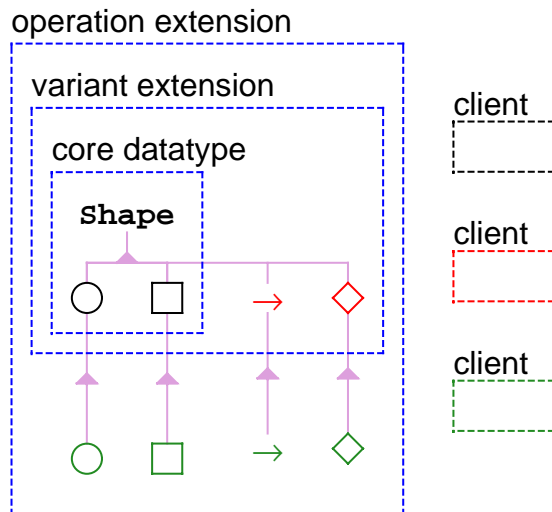 operation extension
variant extension
core datatype
Shape
client
client
client